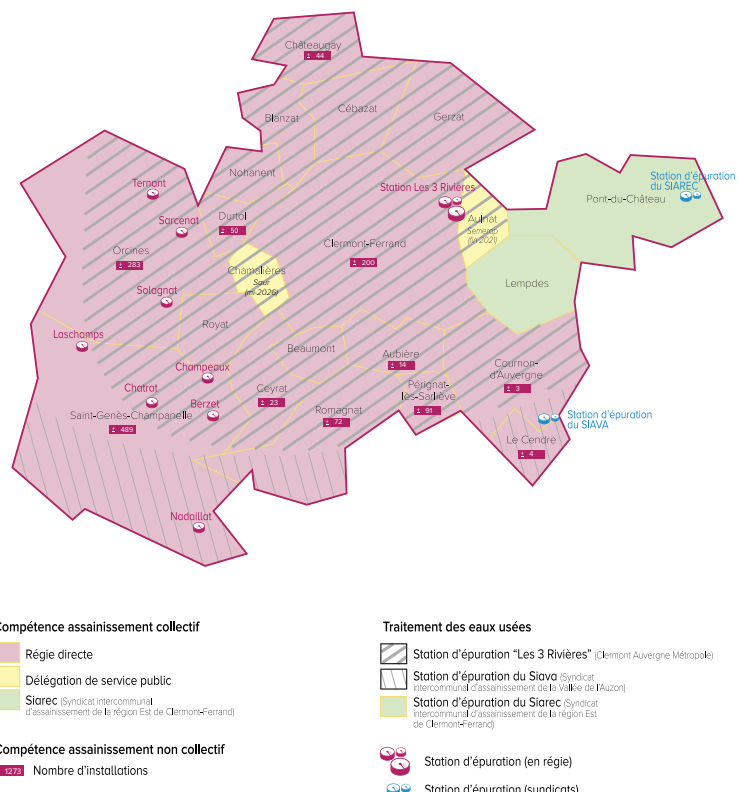 Châteaugay
± 44
Cébazat
Blanzat
Gerzat
Nohanent
Ternant
Station Les 3 Rivières
Station d'épuration
du SIAREC
Pont-du-Château
Sarcenat
Durtol
± 50
Aulnat
Semerap
(fin 2021)
Orcines
± 283
Clermont-Ferrand
± 200
Chamalières
Saur
(mi-2026)
Lempdes
Solagnat
Royat
Laschamps
Beaumont
Aubière
± 14
Champeaux
Cournon-
d'Auvergne
± 3
Chatrat
Ceyrat
± 23
Pérignat-
lès-Sarliève
± 91
Berzet
Saint-Genès-Champanelle
± 489
Romagnat
± 72
Station d'épuration
du SIAVA
Le Cendre
± 4
Nadaillat
Compétence assainissement collectif
Régie directe
Délégation de service public
Siarec (Syndicat intercommunal
d'assainissement de la région Est de Clermont-Ferrand)
Compétence assainissement non collectif
1273 Nombre d'installations
Traitement des eaux usées
Station d'épuration "Les 3 Rivières" (Clermont Auvergne Métropole)
Station d'épuration du Siava (Syndicat
intercommunal d'assainissement de la Vallée de l'Auzon)
Station d'épuration du Siarec (Syndicat
intercommunal d'assainissement de la région Est
de Clermont-Ferrand)
Station d'épuration (en régie)
Station d'épuration (syndicats)